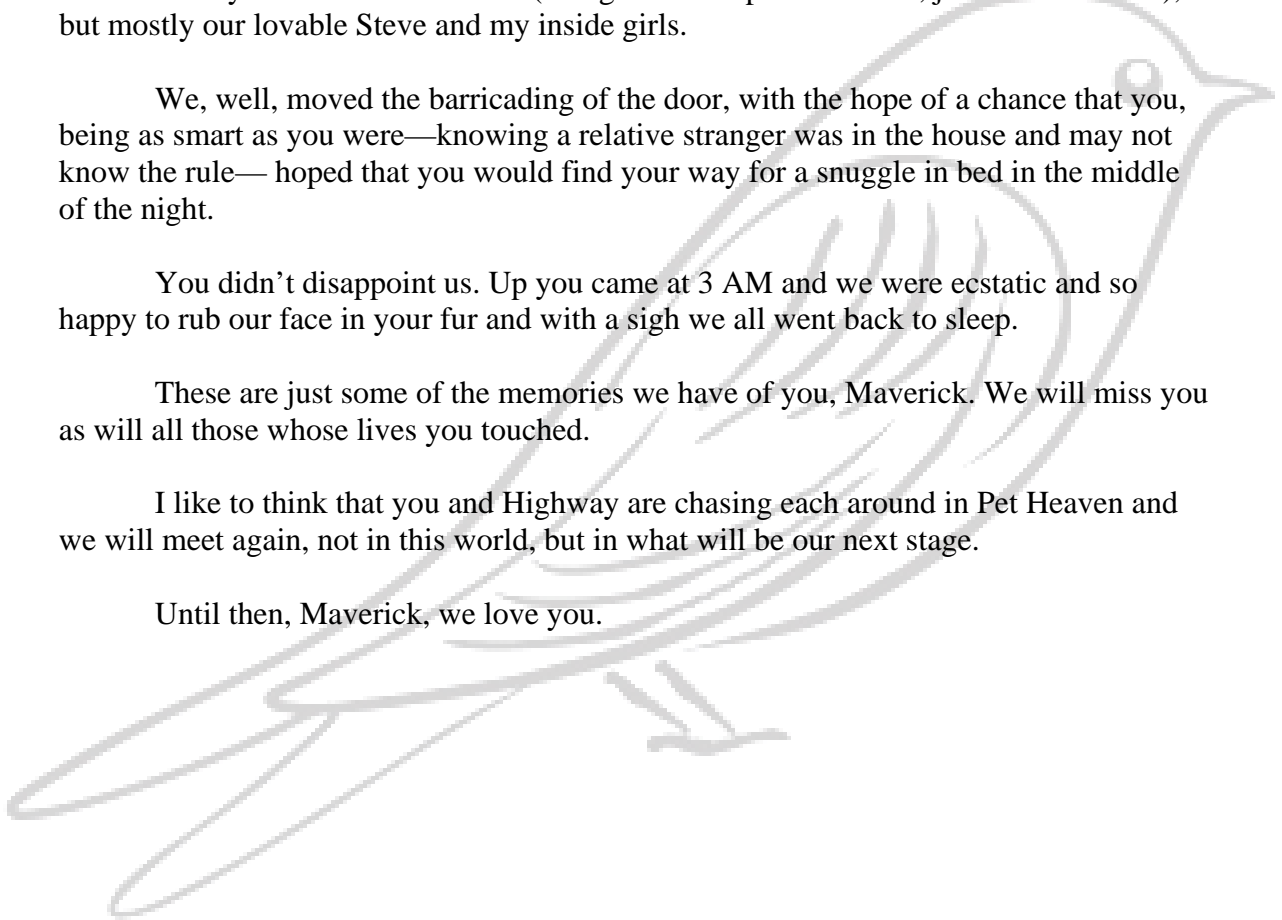 but mostly our lovable Steve and my inside girls.
We, well, moved the barricading of the door, with the hope of a chance that you,
being as smart as you were—knowing a relative stranger was in the house and may not
know the rule— hoped that you would find your way for a snuggle in bed in the middle
of the night.
You didn’t disappoint us. Up you came at 3 AM and we were ecstatic and so
happy to rub our face in your fur and with a sigh we all went back to sleep.
These are just some of the memories we have of you, Maverick. We will miss you
as will all those whose lives you touched.
I like to think that you and Highway are chasing each around in Pet Heaven and
we will meet again, not in this world, but in what will be our next stage.
Until then, Maverick, we love you.